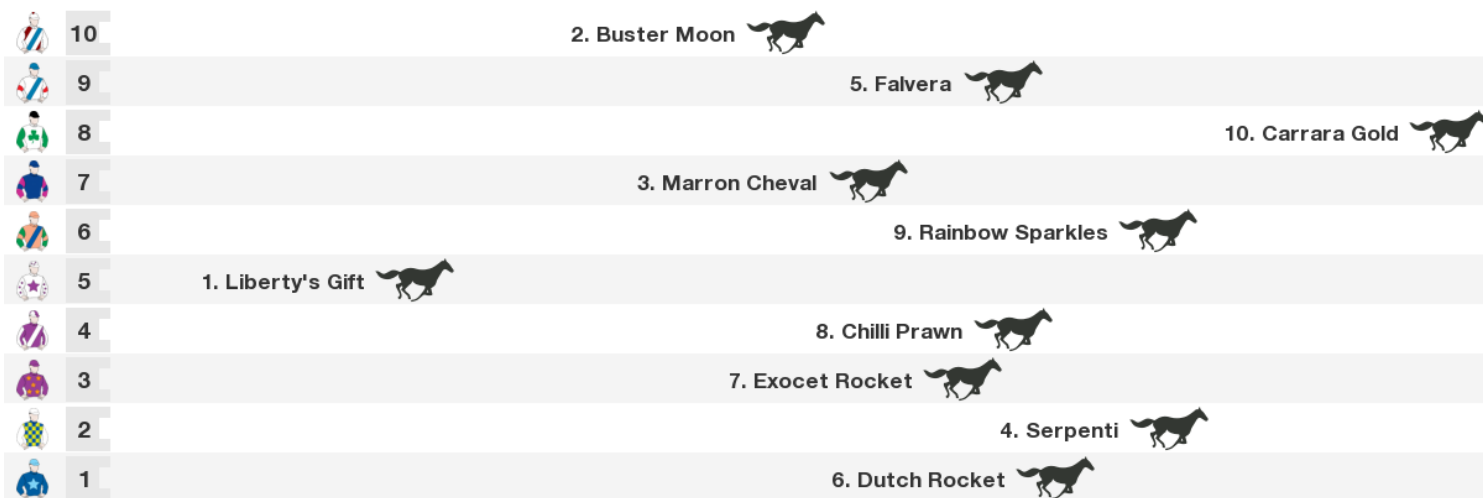 10 2. Buster Moon
9 5. Falvera
8 10. Carrara Gold
7 3. Marron Cheval
6 9. Rainbow Sparkles
5 1. Liberty's Gift
4 8. Chilli Prawn
3 7. Exocet Rocket
2 4. Serpenti
1 6. Dutch Rocket